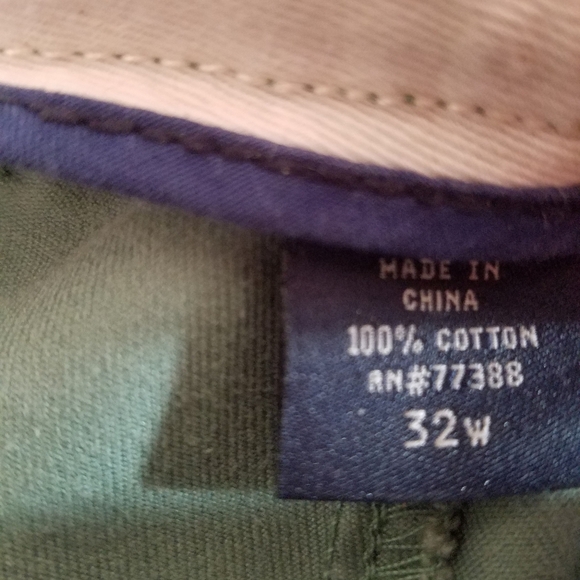 MADE IN
CHINA
100% COTTON
RN#77388
32W